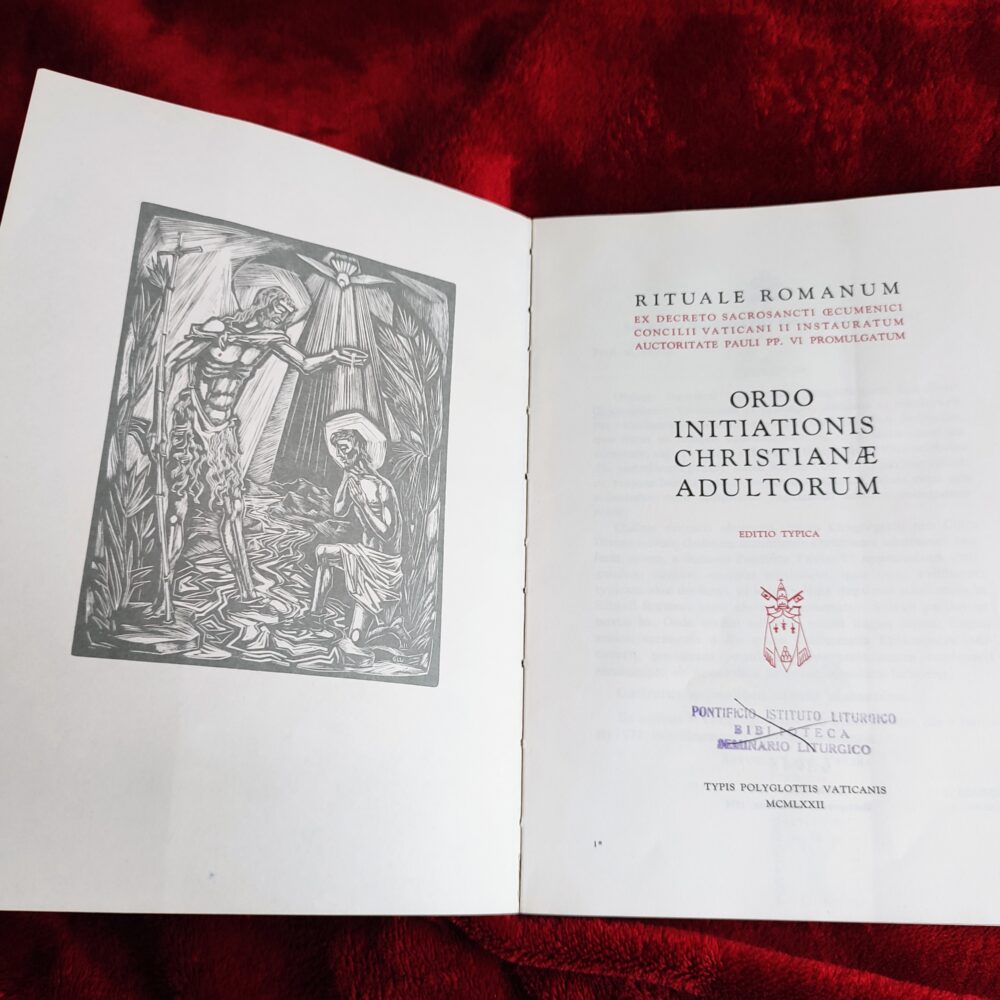 RITUALE ROMANUM
EX DECRETO SACROSANCTI ŒCUMENICI
CONCILII VATICANI II INSTAURATUM
AUCTORITATE PAULI PP. VI PROMULGATUM
ORDO
INITIATIONIS
CHRISTIANÆ
ADULTORUM
EDITIO TYPICA
PONTIFICIO ISTITUTO LITURGICO
BIBLIOTECA
SEMINARIO LITURGICO
TYPIS POLYGLOTTIS VATICANIS
MCMLXXII
1*